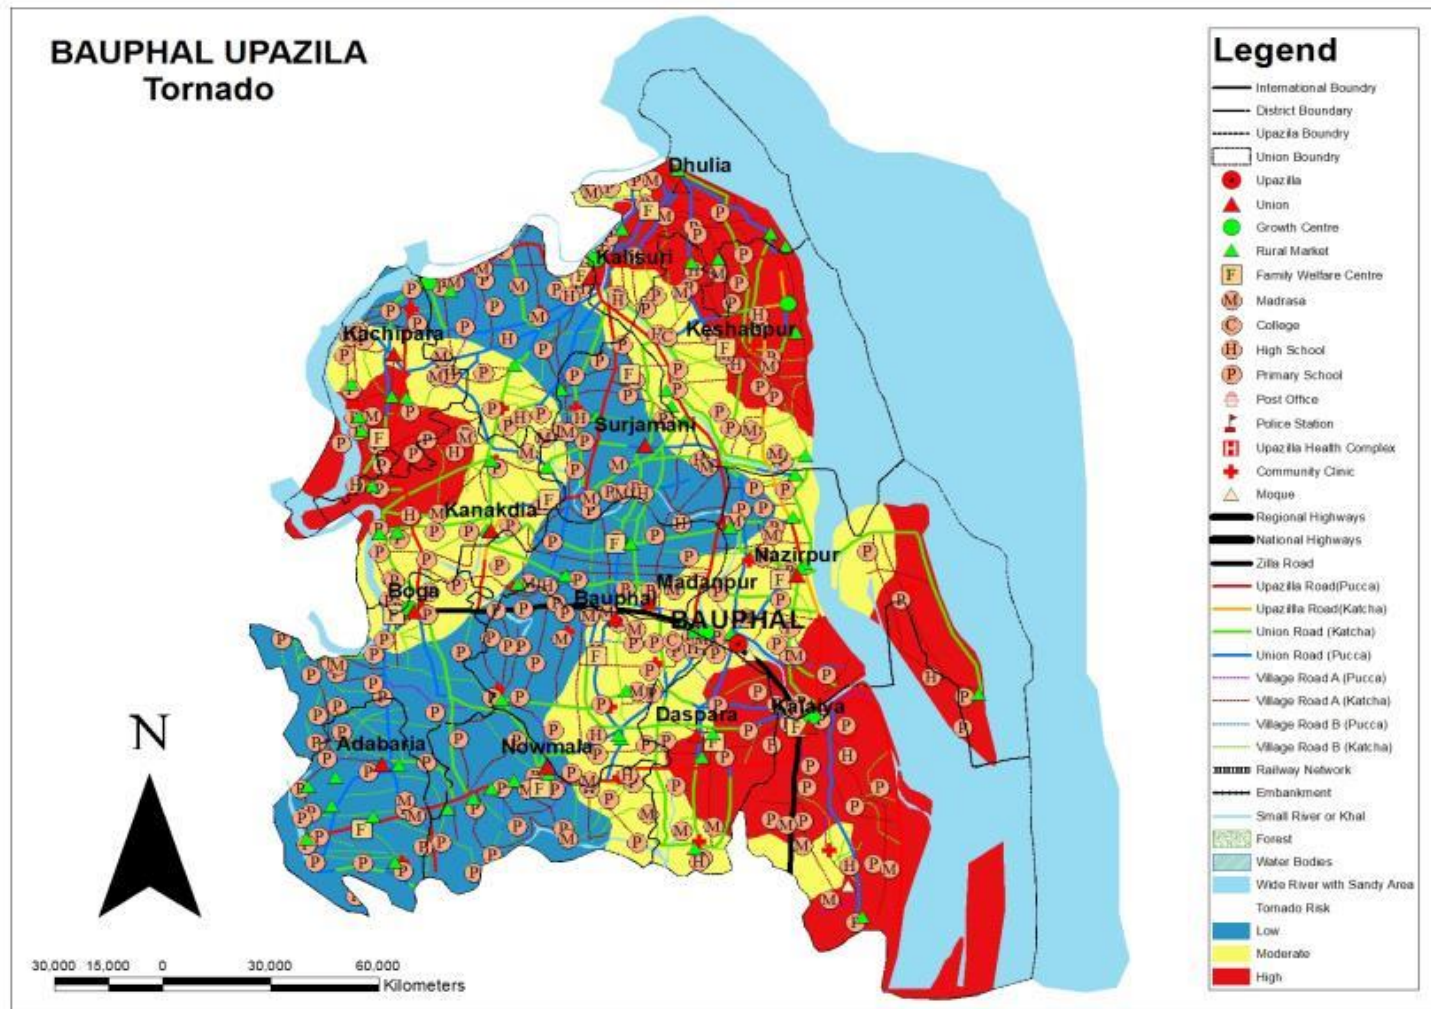 BAUPHAL UPAZILA
Tornado
Dhulia
Kalisuri
Kachipara
Keshabpur
Surjamani
Kanakdia
Nazirpur
Madanpur
Boga
Bauphal
BAUPHAL
Daspara
Kalaiya
Adabaria
Nowmala
N
30,000 15,000 0 30,000 60,000
Kilometers
Legend
International Boundry
District Boundary
Upazila Boundry
Union Boundry
Upazilla
Union
Growth Centre
Rural Market
F Family Welfare Centre
M Madrasa
C College
H High School
P Primary School
Post Office
Police Station
H Upazilla Health Complex
Community Clinic
Moque
Regional Highways
National Highways
Zilla Road
Upazilla Road(Pucca)
Upazillla Road(Katcha)
Union Road (Katcha)
Union Road (Pucca)
Village Road A (Pucca)
Village Road A (Katcha)
Village Road B (Pucca)
Village Road B (Katcha)
Railway Network
Embankment
Small River or Khal
Forest
Water Bodies
Wide River with Sandy Area
Tornado Risk
Low
Moderate
High